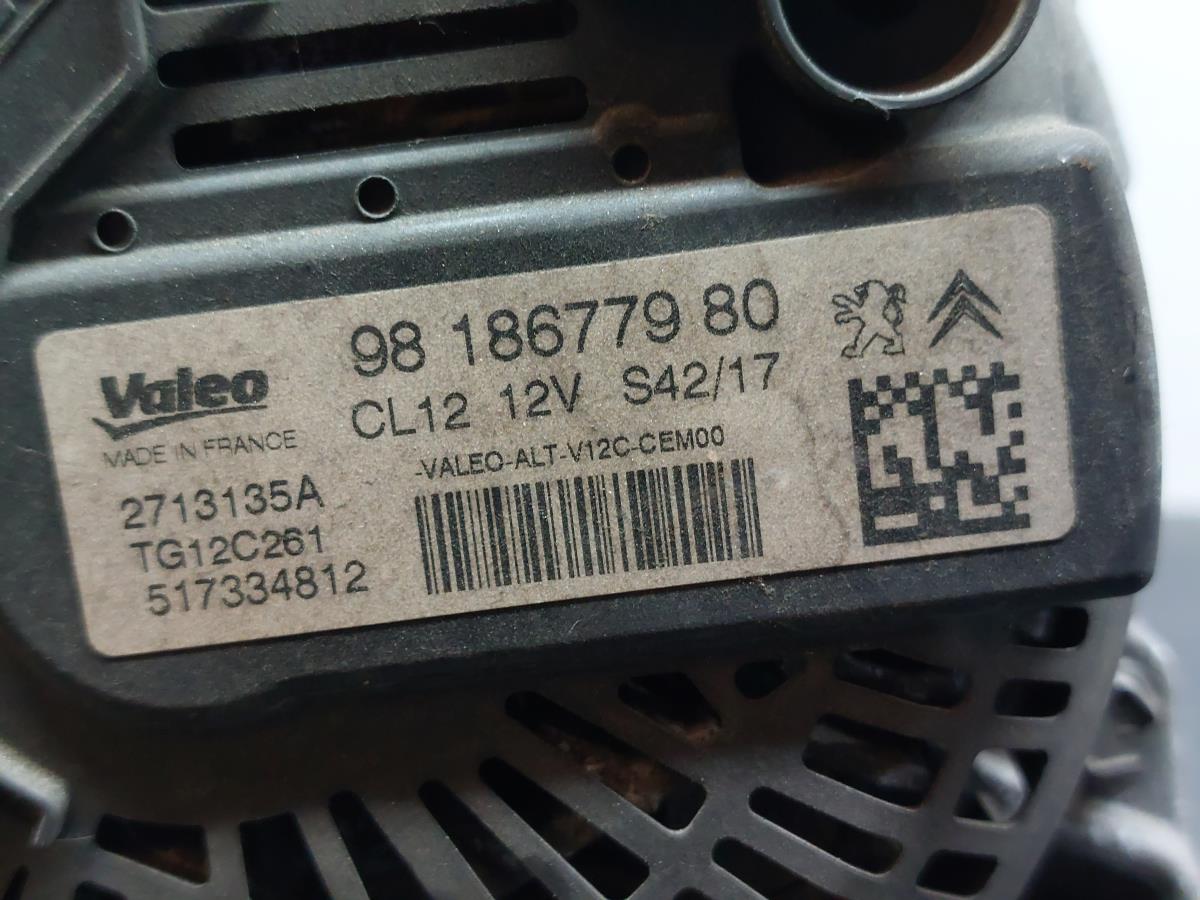 98 186779 80
Valeo
CL12 12V S42/17
MADE IN FRANCE
-VALEO-ALT-V12C-CEM00
2713135A
TG12C261
517334812